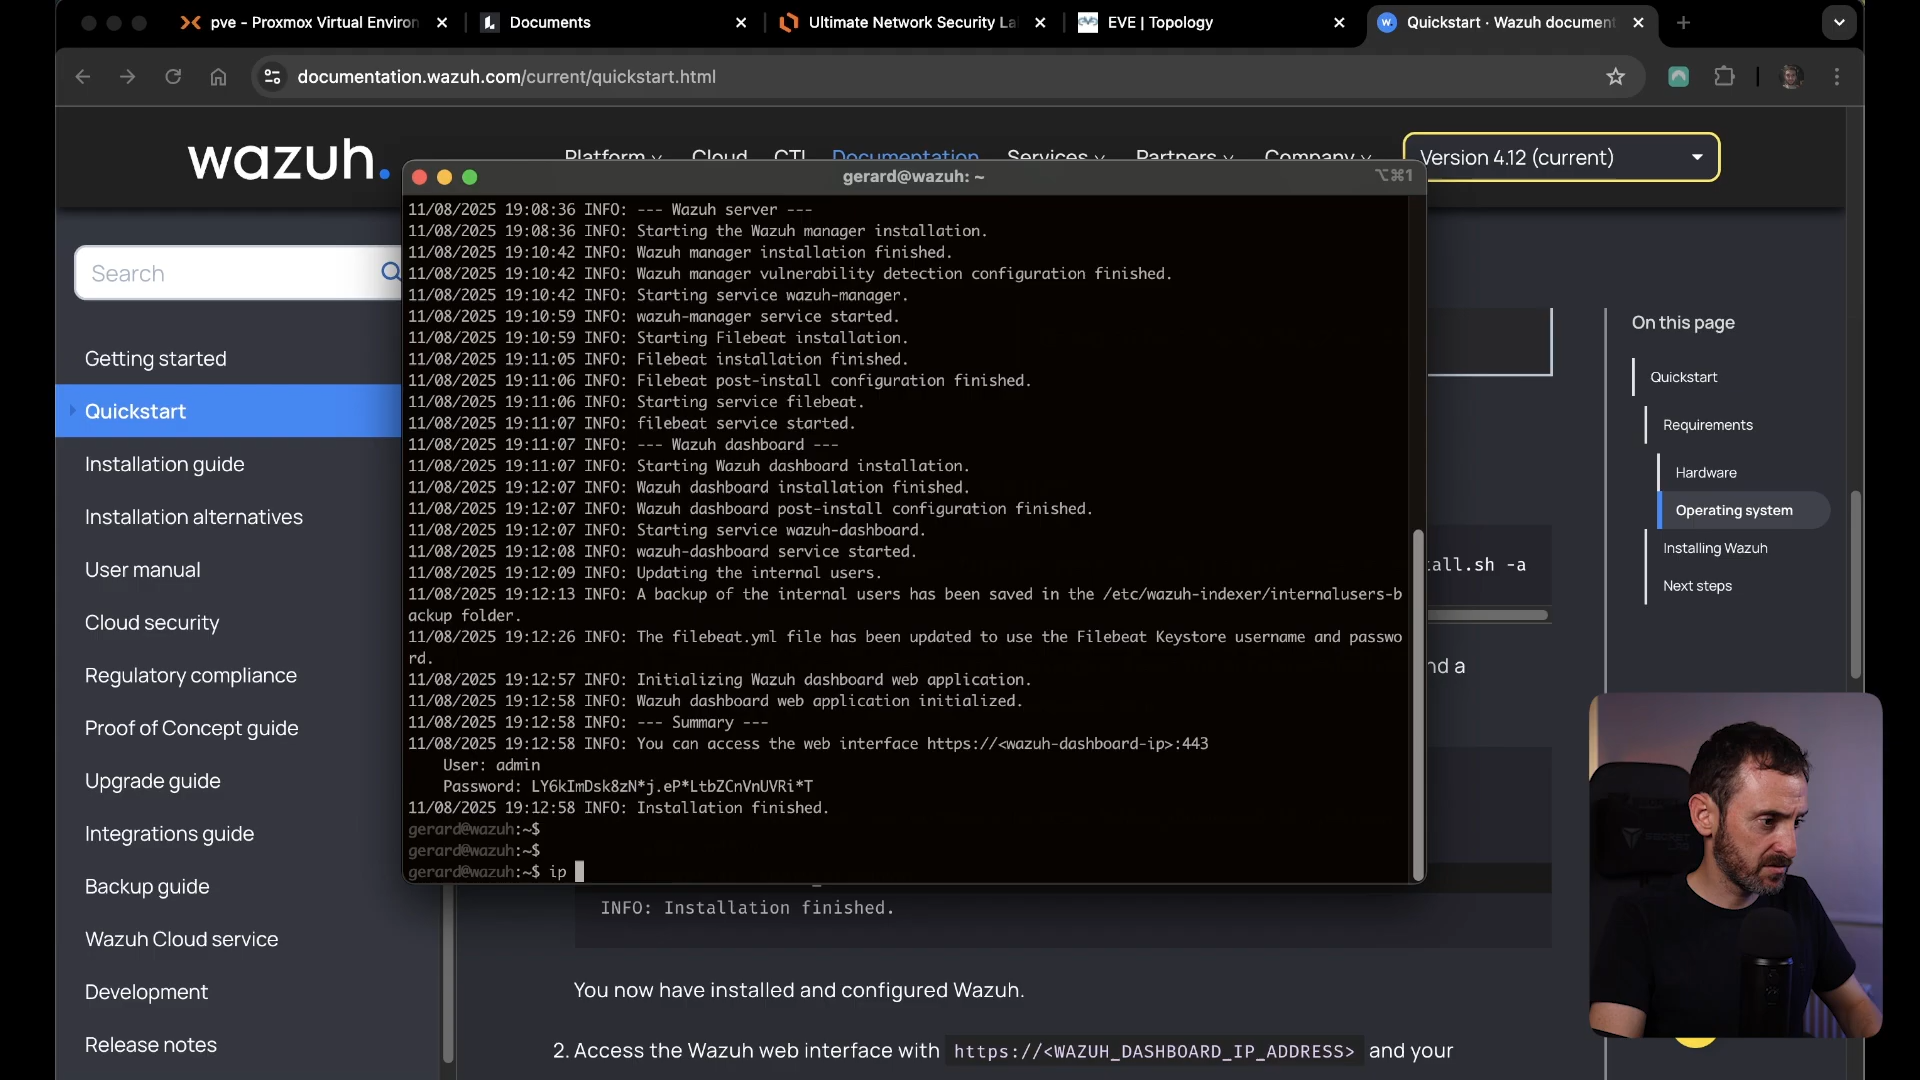 pve - Proxmox Virtual Environ
Documents
Ultimate Network Security La
EVE | Topology
Quickstart · Wazuh document
documentation.wazuh.com/current/quickstart.html
wazuh.
Platform
Cloud
CTI
Documentation
Services
Partners
Company
Version 4.12 (current)
Search
Getting started
Quickstart
Installation guide
Installation alternatives
User manual
Cloud security
Regulatory compliance
Proof of Concept guide
Upgrade guide
Integrations guide
Backup guide
Wazuh Cloud service
Development
Release notes
gerard@wazuh: ~
⌥⌘1
11/08/2025 19:08:36 INFO: --- Wazuh server ---
11/08/2025 19:08:36 INFO: Starting the Wazuh manager installation.
11/08/2025 19:10:42 INFO: Wazuh manager installation finished.
11/08/2025 19:10:42 INFO: Wazuh manager vulnerability detection configuration finished.
11/08/2025 19:10:42 INFO: Starting service wazuh-manager.
11/08/2025 19:10:59 INFO: wazuh-manager service started.
11/08/2025 19:10:59 INFO: Starting Filebeat installation.
11/08/2025 19:11:05 INFO: Filebeat installation finished.
11/08/2025 19:11:06 INFO: Filebeat post-install configuration finished.
11/08/2025 19:11:06 INFO: Starting service filebeat.
11/08/2025 19:11:07 INFO: filebeat service started.
11/08/2025 19:11:07 INFO: --- Wazuh dashboard ---
11/08/2025 19:11:07 INFO: Starting Wazuh dashboard installation.
11/08/2025 19:12:07 INFO: Wazuh dashboard installation finished.
11/08/2025 19:12:07 INFO: Wazuh dashboard post-install configuration finished.
11/08/2025 19:12:07 INFO: Starting service wazuh-dashboard.
11/08/2025 19:12:08 INFO: wazuh-dashboard service started.
11/08/2025 19:12:09 INFO: Updating the internal users.
11/08/2025 19:12:13 INFO: A backup of the internal users has been saved in the /etc/wazuh-indexer/internalusers-b
ackup folder.
11/08/2025 19:12:26 INFO: The filebeat.yml file has been updated to use the Filebeat Keystore username and passwo
rd.
11/08/2025 19:12:57 INFO: Initializing Wazuh dashboard web application.
11/08/2025 19:12:58 INFO: Wazuh dashboard web application initialized.
11/08/2025 19:12:58 INFO: --- Summary ---
11/08/2025 19:12:58 INFO: You can access the web interface https://<wazuh-dashboard-ip>:443
User: admin
Password: LY6kImDsk8zN*j.eP*LtbZCnVnUVRi*T
11/08/2025 19:12:58 INFO: Installation finished.
gerard@wazuh:~$
gerard@wazuh:~$
gerard@wazuh:~$ ip
tall.sh -a
nd a
INFO: Installation finished.
You now have installed and configured Wazuh.
2. Access the Wazuh web interface with https://<WAZUH_DASHBOARD_IP_ADDRESS> and your
On this page
Quickstart
Requirements
Hardware
Operating system
Installing Wazuh
Next steps